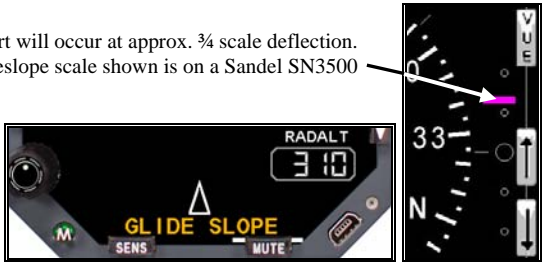 rt will occur at approx. ¾ scale deflection.
eslope scale shown is on a Sandel SN3500
RADALT
310
GLIDE SLOPE
M
SENS
MUTE
VUE
33
N